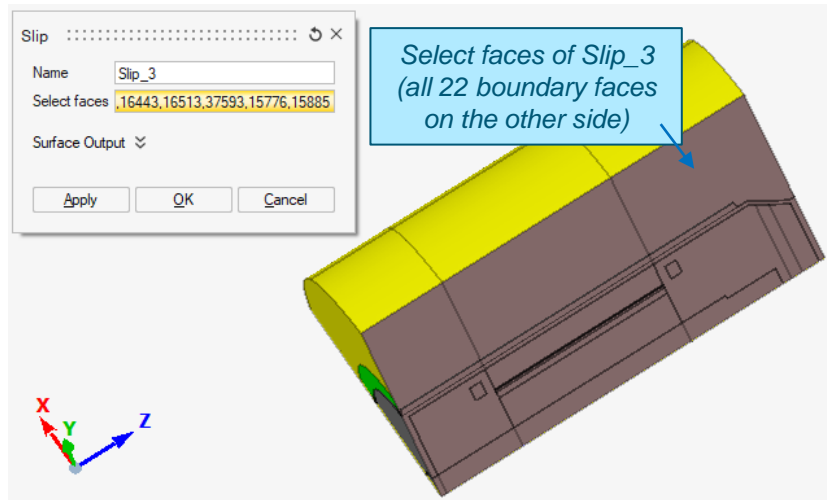 Slip
Name Slip_3
Select faces ,16443,16513,37593,15776,15885
Surface Output
Apply OK Cancel
Select faces of Slip_3
(all 22 boundary faces
on the other side)
X
Y
Z